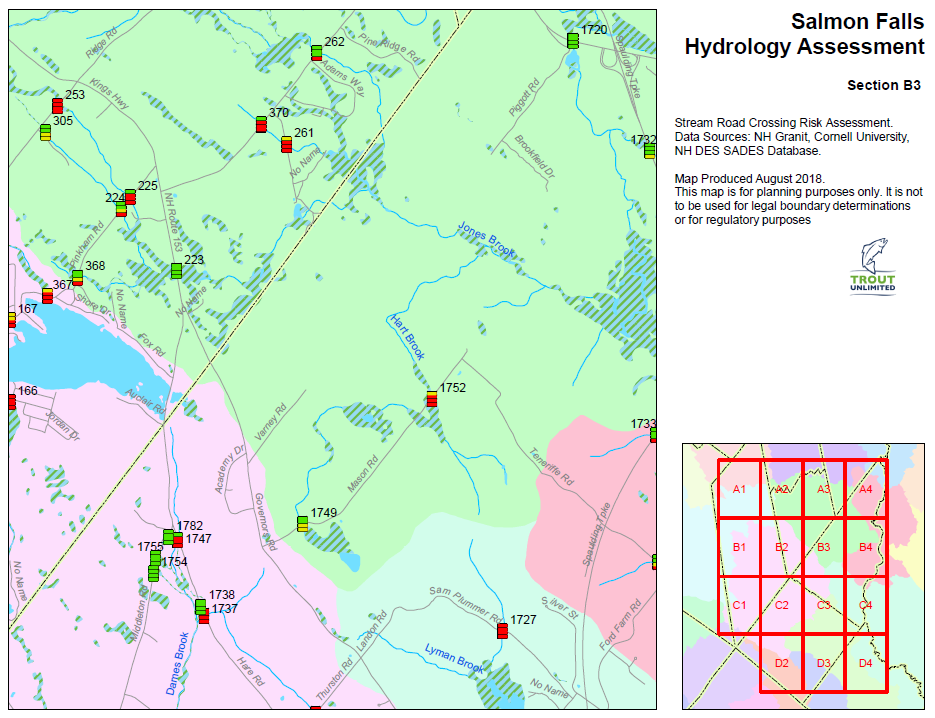 Salmon Falls
Hydrology Assessment
Section B3
Stream Road Crossing Risk Assessment.
Data Sources: NH Granit, Cornell University,
NH DES SADES Database.
Map Produced August 2018.
This map is for planning purposes only. It is not
to be used for legal boundary determinations
or for regulatory purposes
TROUT
UNLIMITED
262
1720
Ridge Rd
Pine Ridge Rd
Spaulding Tpke
Adams Way
Kings Hwy
253
Piggott Rd
370
305
261
1732
Brookfield Dr
No Name
225
224
NH Route 153
Pinkham Rd
Jones Brook
223
368
367
No Name
No Name
Shore Dr
167
Hart Brook
Fox Rd
1752
166
Auclair Rd
Varney Rd
Jordan Dr
1733
Academy Dr
Mason Rd
Teneriffe Rd
Governors Rd
1749
Spaulding Tpke
1782
1747
1755
1754
No Name
1738
1737
Middleton Rd
Sam Plummer Rd
Silver St
Ford Farm Rd
1727
Landon Rd
Dames Brook
Hare Rd
Lyman Brook
Thurston Rd
No Name
A1
A2
A3
A4
B1
B2
B3
B4
C1
C2
C3
C4
D2
D3
D4